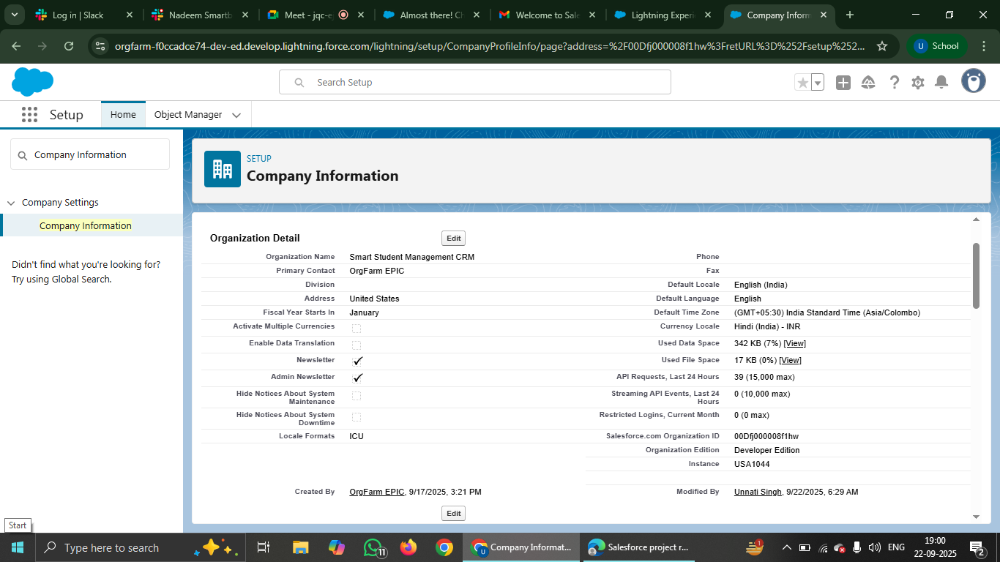 Log in | Slack
Nadeem Smartb
Meet - jqc-e
Almost there! Ch
Welcome to Sale
Lightning Experi
Company Inform
orgfarm-f0ccadce74-dev-ed.develop.lightning.force.com/lightning/setup/CompanyProfileInfo/page?address=%2F00Dfj000008f1hw%3FretURL%3D%252Fsetup%252...
U School
Search Setup
Setup
Home
Object Manager
Company Information
SETUP
Company Information
Company Settings
Company Information
Didn't find what you're looking for?
Try using Global Search.
Organization Detail
Edit
Organization Name Smart Student Management CRM
Phone
Primary Contact OrgFarm EPIC
Fax
Division
Default Locale English (India)
Address United States
Default Language English
Fiscal Year Starts In January
Default Time Zone (GMT+05:30) India Standard Time (Asia/Colombo)
Activate Multiple Currencies
Currency Locale Hindi (India) - INR
Enable Data Translation
Used Data Space 342 KB (7%) [View]
Newsletter
Used File Space 17 KB (0%) [View]
Admin Newsletter
API Requests, Last 24 Hours 39 (15,000 max)
Hide Notices About System
Maintenance
Streaming API Events, Last 24
Hours
0 (10,000 max)
Hide Notices About System
Downtime
Restricted Logins, Current Month 0 (0 max)
Locale Formats ICU
Salesforce.com Organization ID 00Dfj000008f1hw
Organization Edition Developer Edition
Instance USA1044
Created By OrgFarm EPIC, 9/17/2025, 3:21 PM
Modified By Unnati Singh, 9/22/2025, 6:29 AM
Edit
Start
Type here to search
11
U
Company Informat...
Salesforce project r...
1
ENG
19:00
22-09-2025
2